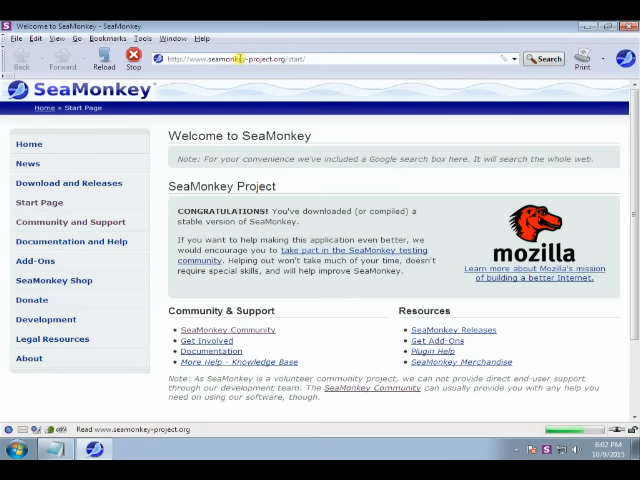 Welcome to SeaMonkey - SeaMonkey
File Edit View Go Bookmarks Tools Window Help
Back Forward Reload Stop http://www.seamonkey-project.org/start/ Search Print
SeaMonkey
Home » Start Page
Home
News
Download and Releases
Start Page
Community and Support
Documentation and Help
Add-Ons
SeaMonkey Shop
Donate
Development
Legal Resources
About
Welcome to SeaMonkey
Note: For your convenience we've included a Google search box here. It will search the whole web.
SeaMonkey Project
CONGRATULATIONS! You've downloaded (or compiled) a
stable version of SeaMonkey.
If you want to help making this application even better, we
would encourage you to take part in the SeaMonkey testing
community. Helping out won't take much of your time, doesn't
require special skills, and will help improve SeaMonkey.
mozilla
Learn more about Mozilla's mission
of building a better Internet.
Community & Support
SeaMonkey Community
Get Involved
Documentation
More Help - Knowledge Base
Resources
SeaMonkey Releases
Get Add-Ons
Plugin Help
SeaMonkey Merchandise
Note: As SeaMonkey is a volunteer community project, we can not provide direct end-user support
through our development team. The SeaMonkey Community can usually provide you with any help you
need on using our software, though.
Read www.seamonkey-project.org
6:02 PM
10/9/2015